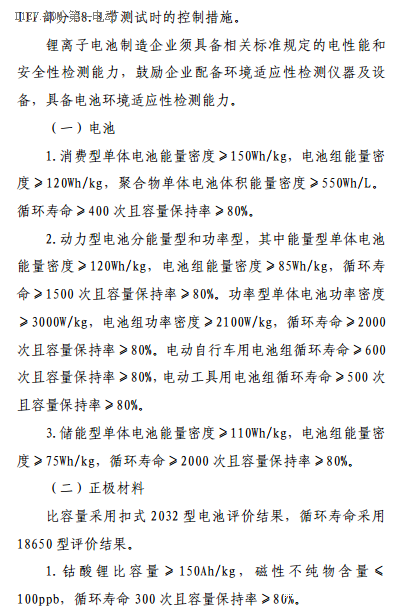 部分第8.3节测试时的控制措施。
锂离子电池制造企业须具备相关标准规定的电性能和
安全性检测能力，鼓励企业配备环境适应性检测仪器及设
备，具备电池环境适应性检测能力。
（一）电池
1.消费型单体电池能量密度≥150Wh/kg，电池组能量密
度≥120Wh/kg，聚合物单体电池体积能量密度≥550Wh/L。
循环寿命≥400 次且容量保持率≥80%。
2.动力型电池分能量型和功率型，其中能量型单体电池
能量密度≥120Wh/kg，电池组能量密度≥85Wh/kg，循环寿
命≥1500 次且容量保持率≥80%。功率型单体电池功率密度
≥3000W/kg，电池组功率密度≥2100W/kg，循环寿命≥2000
次且容量保持率≥80%。电动自行车用电池组循环寿命≥600
次且容量保持率≥80%，电动工具用电池组循环寿命≥500 次
且容量保持率≥80%。
3.储能型单体电池能量密度≥110Wh/kg，电池组能量密
度≥75Wh/kg，循环寿命≥2000 次且容量保持率≥80%。
（二）正极材料
比容量采用扣式 2032 型电池评价结果，循环寿命采用
18650 型评价结果。
1.钴酸锂比容量≥150Ah/kg，磁性不纯物含量≤
100ppb，循环寿命 300 次且容量保持率≥80%。